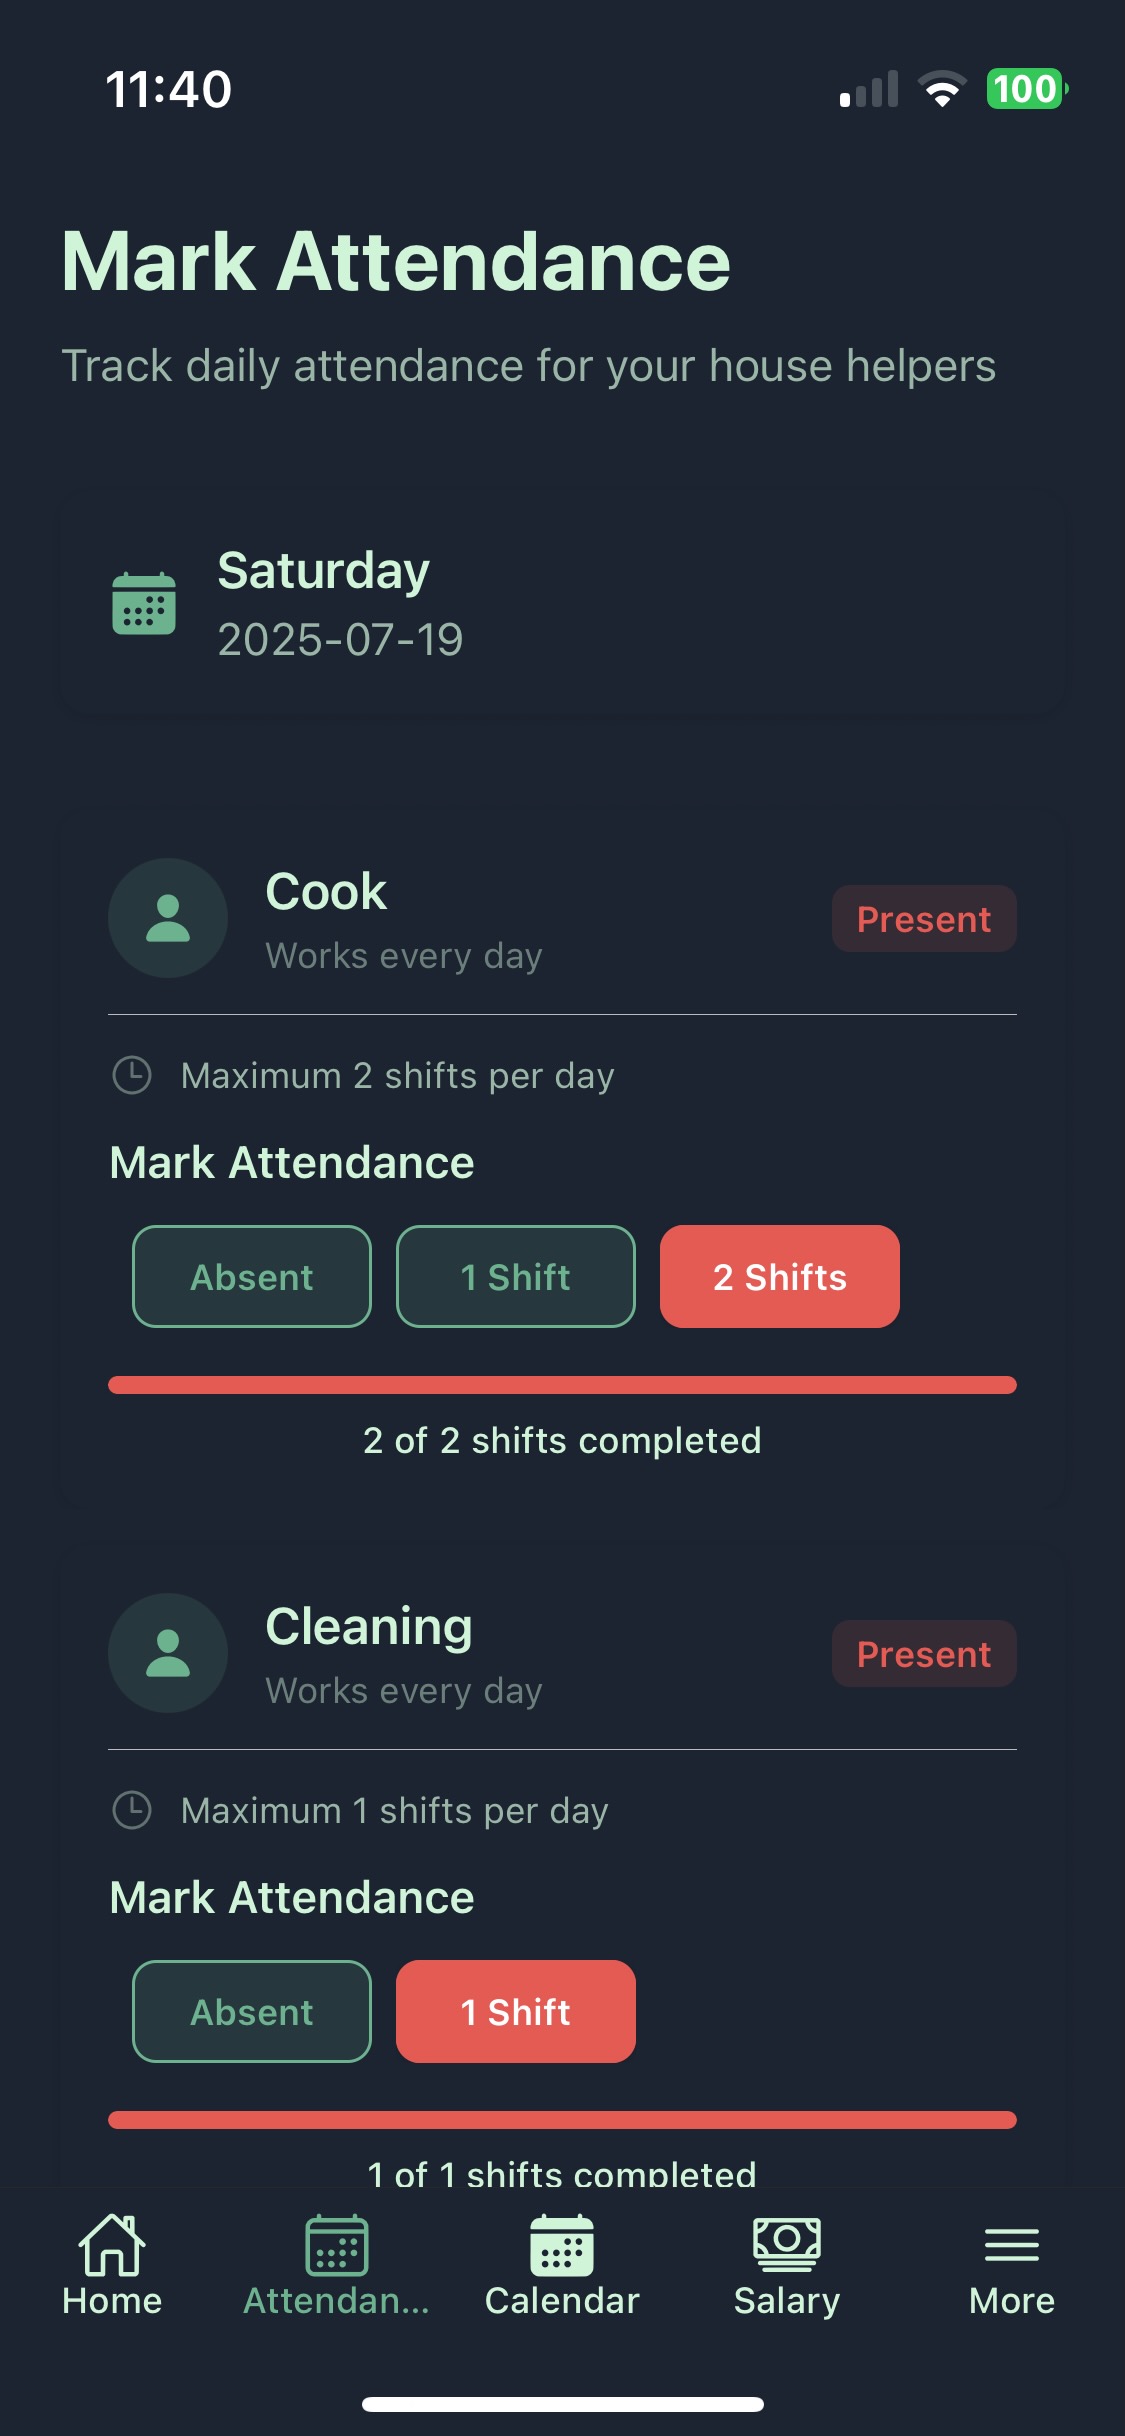 11:40
100
Mark Attendance
Track daily attendance for your house helpers
Saturday
2025-07-19
Cook
Present
Works every day
Maximum 2 shifts per day
Mark Attendance
Absent
1 Shift
2 Shifts
2 of 2 shifts completed
Cleaning
Present
Works every day
Maximum 1 shifts per day
Mark Attendance
Absent
1 Shift
1 of 1 shifts completed
Home
Attendan...
Calendar
Salary
More